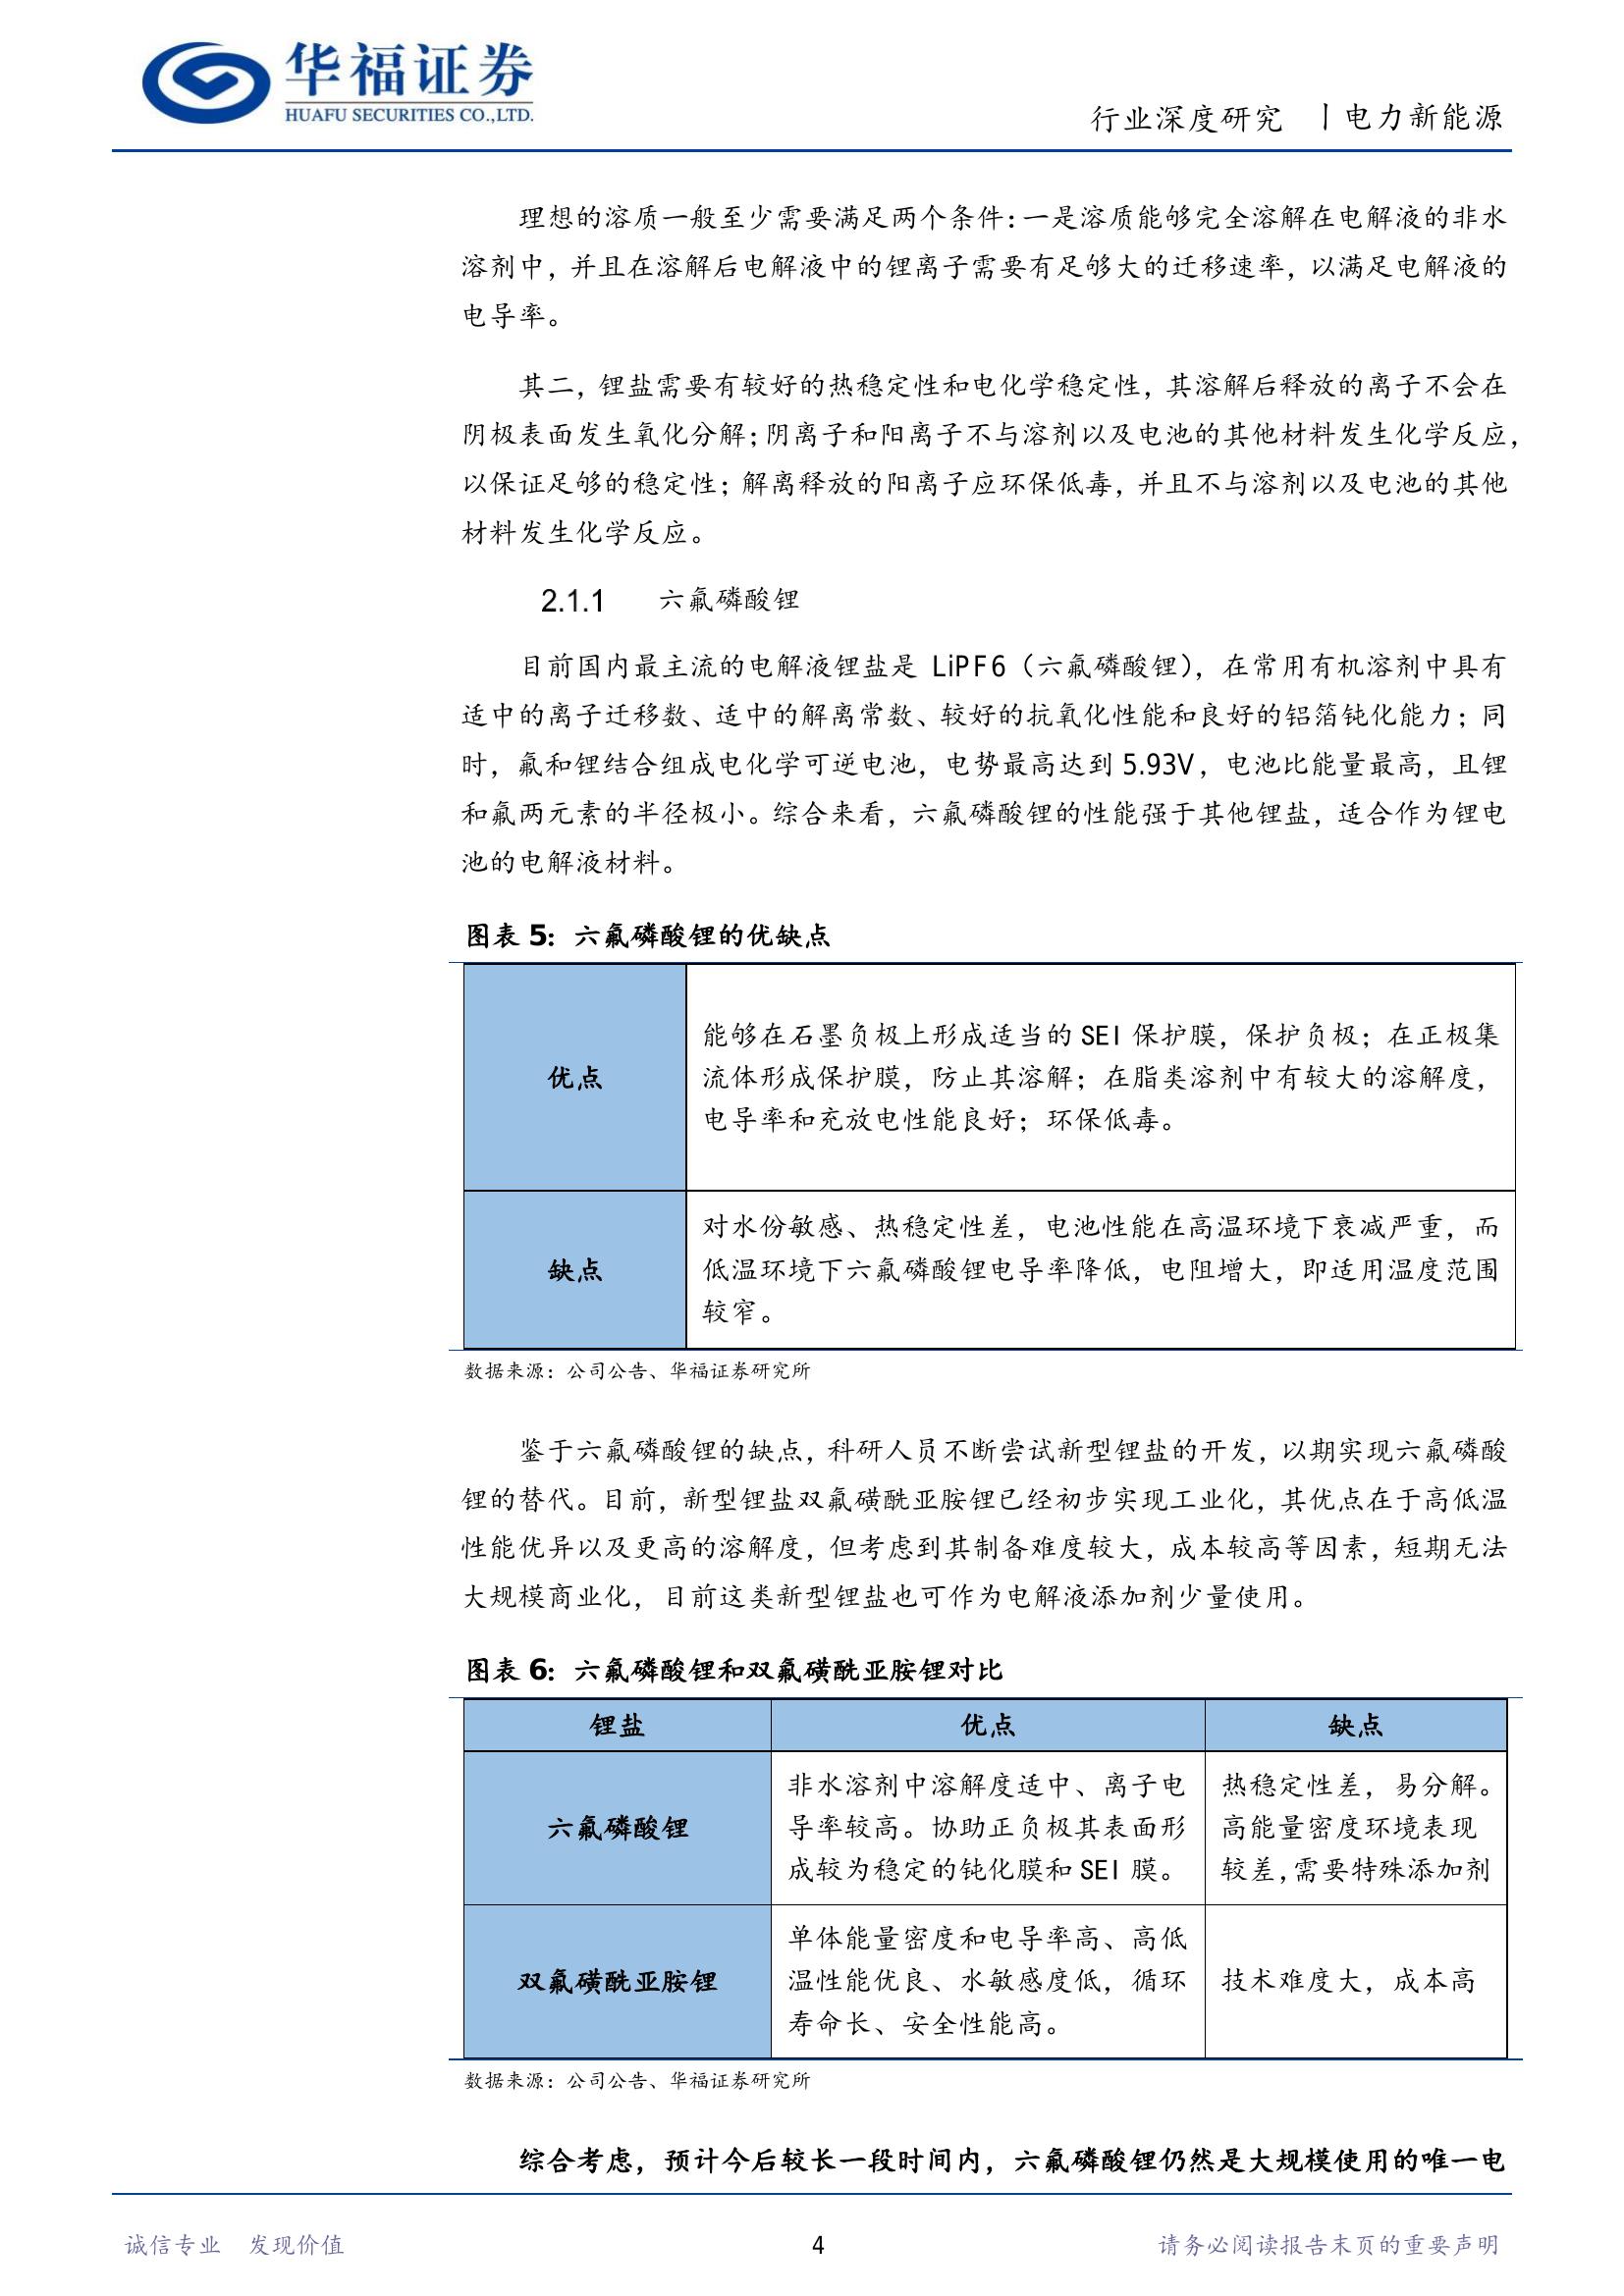 华福证券
HUAFU SECURITIES CO.,LTD.
行业深度研究 丨电力新能源
理想的溶质一般至少需要满足两个条件：一是溶质能够完全溶解在电解液的非水
溶剂中，并且在溶解后电解液中的锂离子需要有足够大的迁移速率，以满足电解液的
电导率。
其二，锂盐需要有较好的热稳定性和电化学稳定性，其溶解后释放的离子不会在
阴极表面发生氧化分解；阴离子和阳离子不与溶剂以及电池的其他材料发生化学反应，
以保证足够的稳定性；解离释放的阳离子应环保低毒，并且不与溶剂以及电池的其他
材料发生化学反应。
2.1.1 六氟磷酸锂
目前国内最主流的电解液锂盐是 LiPF6（六氟磷酸锂），在常用有机溶剂中具有
适中的离子迁移数、适中的解离常数、较好的抗氧化性能和良好的铝箔钝化能力；同
时，氟和锂结合组成电化学可逆电池，电势最高达到 5.93V，电池比能量最高，且锂
和氟两元素的半径极小。综合来看，六氟磷酸锂的性能强于其他锂盐，适合作为锂电
池的电解液材料。
图表 5：六氟磷酸锂的优缺点
优点
能够在石墨负极上形成适当的 SEI 保护膜，保护负极；在正极集
流体形成保护膜，防止其溶解；在脂类溶剂中有较大的溶解度，
电导率和充放电性能良好；环保低毒。
缺点
对水份敏感、热稳定性差，电池性能在高温环境下衰减严重，而
低温环境下六氟磷酸锂电导率降低，电阻增大，即适用温度范围
较窄。
数据来源：公司公告、华福证券研究所
鉴于六氟磷酸锂的缺点，科研人员不断尝试新型锂盐的开发，以期实现六氟磷酸
锂的替代。目前，新型锂盐双氟磺酰亚胺锂已经初步实现工业化，其优点在于高低温
性能优异以及更高的溶解度，但考虑到其制备难度较大，成本较高等因素，短期无法
大规模商业化，目前这类新型锂盐也可作为电解液添加剂少量使用。
图表 6：六氟磷酸锂和双氟磺酰亚胺锂对比
锂盐 优点 缺点
六氟磷酸锂
非水溶剂中溶解度适中、离子电
导率较高。协助正负极其表面形
成较为稳定的钝化膜和 SEI 膜。
热稳定性差，易分解。
高能量密度环境表现
较差,需要特殊添加剂
双氟磺酰亚胺锂
单体能量密度和电导率高、高低
温性能优良、水敏感度低，循环
寿命长、安全性能高。
技术难度大，成本高
数据来源：公司公告、华福证券研究所
综合考虑，预计今后较长一段时间内，六氟磷酸锂仍然是大规模使用的唯一电
诚信专业 发现价值 4 请务必阅读报告末页的重要声明